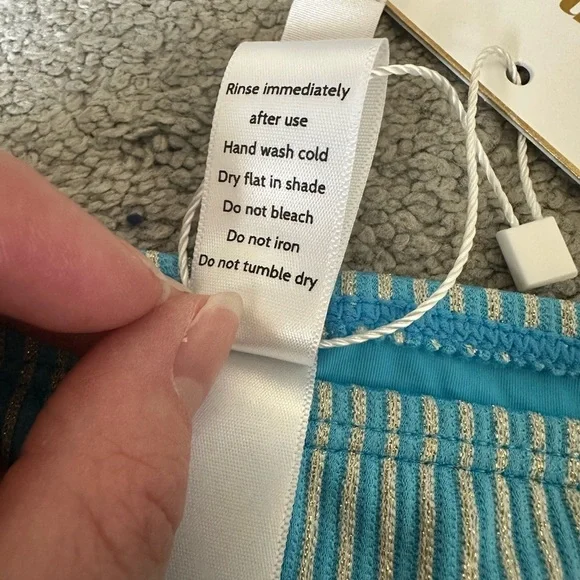 Rinse immediately
after use
Hand wash cold
Dry flat in shade
Do not bleach
Do not iron
Do not tumble dry